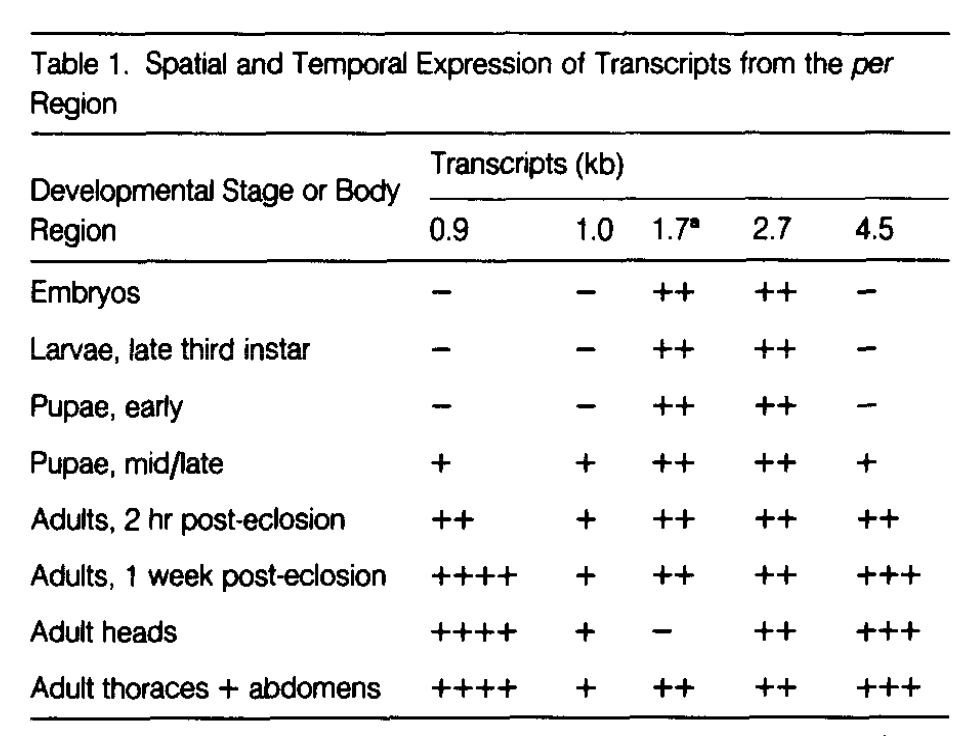 Table 1. Spatial and Temporal Expression of Transcripts from the per
Region
Transcripts (kb)
Developmental Stage or Body
Region 0.9 1.0 1.7ª 2.7 4.5
Embryos − − ++ ++ −
Larvae, late third instar − − ++ ++ −
Pupae, early − − ++ ++ −
Pupae, mid/late + + ++ ++ +
Adults, 2 hr post-eclosion ++ + ++ ++ ++
Adults, 1 week post-eclosion ++++ + ++ ++ +++
Adult heads ++++ + − ++ +++
Adult thoraces + abdomens ++++ + ++ ++ +++